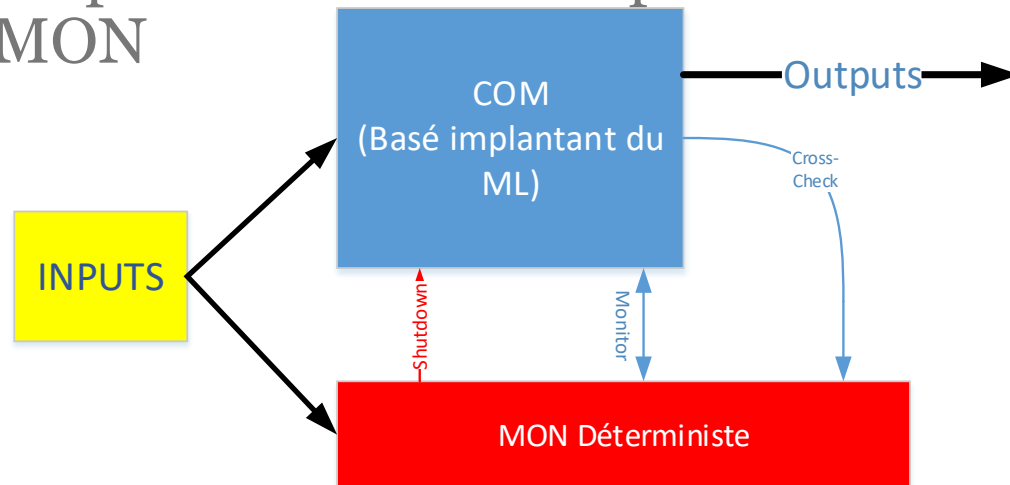 MON
COM
(Basé implantant du
ML)
Outputs
Cross-
Check
INPUTS
Shutdown
Monitor
MON Déterministe